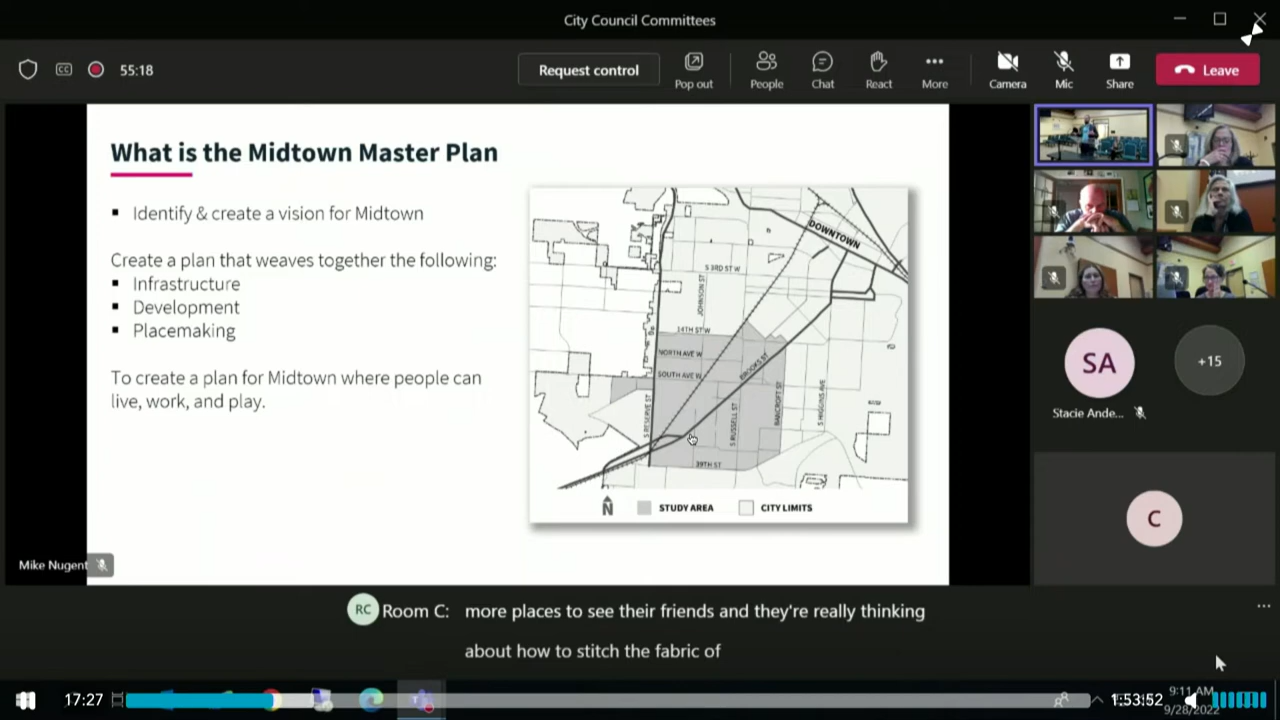 City Council Committees
55:18
Request control
Pop out
People
Chat
React
More
Camera
Mic
Share
Leave
What is the Midtown Master Plan
Identify & create a vision for Midtown
Create a plan that weaves together the following:
Infrastructure
Development
Placemaking
To create a plan for Midtown where people can
live, work, and play.
DOWNTOWN
S 3RD ST W
JOHNSON ST
14TH ST W
NORTH AVE W
SOUTH AVE W
BROOKS ST
S RESERVE ST
S RUSSELL ST
BANCROFT ST
S HIGGINS AVE
39TH ST
N
STUDY AREA
CITY LIMITS
Mike Nugent
SA
Stacie Ande...
+15
C
RC Room C: more places to see their friends and they're really thinking
about how to stitch the fabric of
17:27
1:53:52
9:11 AM
9/28/2022